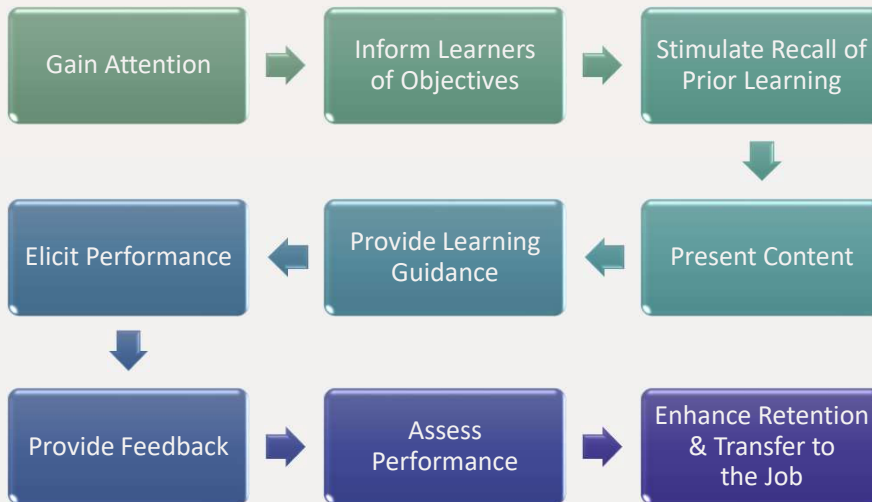 Gain Attention
Inform Learners
of Objectives
Stimulate Recall of
Prior Learning
Present Content
Provide Learning
Guidance
Elicit Performance
Provide Feedback
Assess
Performance
Enhance Retention
& Transfer to
the Job